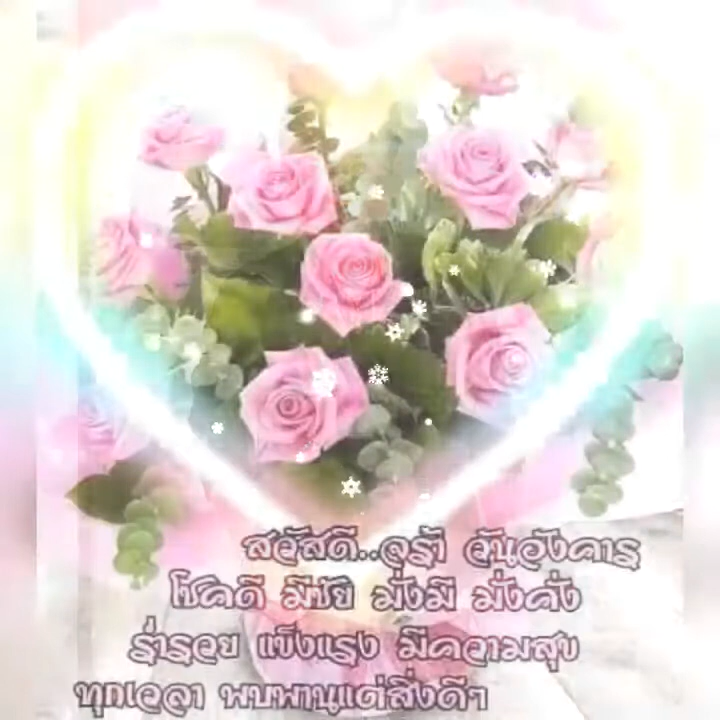 สวัสดี..จร้า วันอังคาร
โชคดี มีชัย มั่งมี มั่งคั่ง
ร่ำรวย แข็งแรง มีความสุข
ทุกเวลา พบพานแต่สิ่งดีๆ